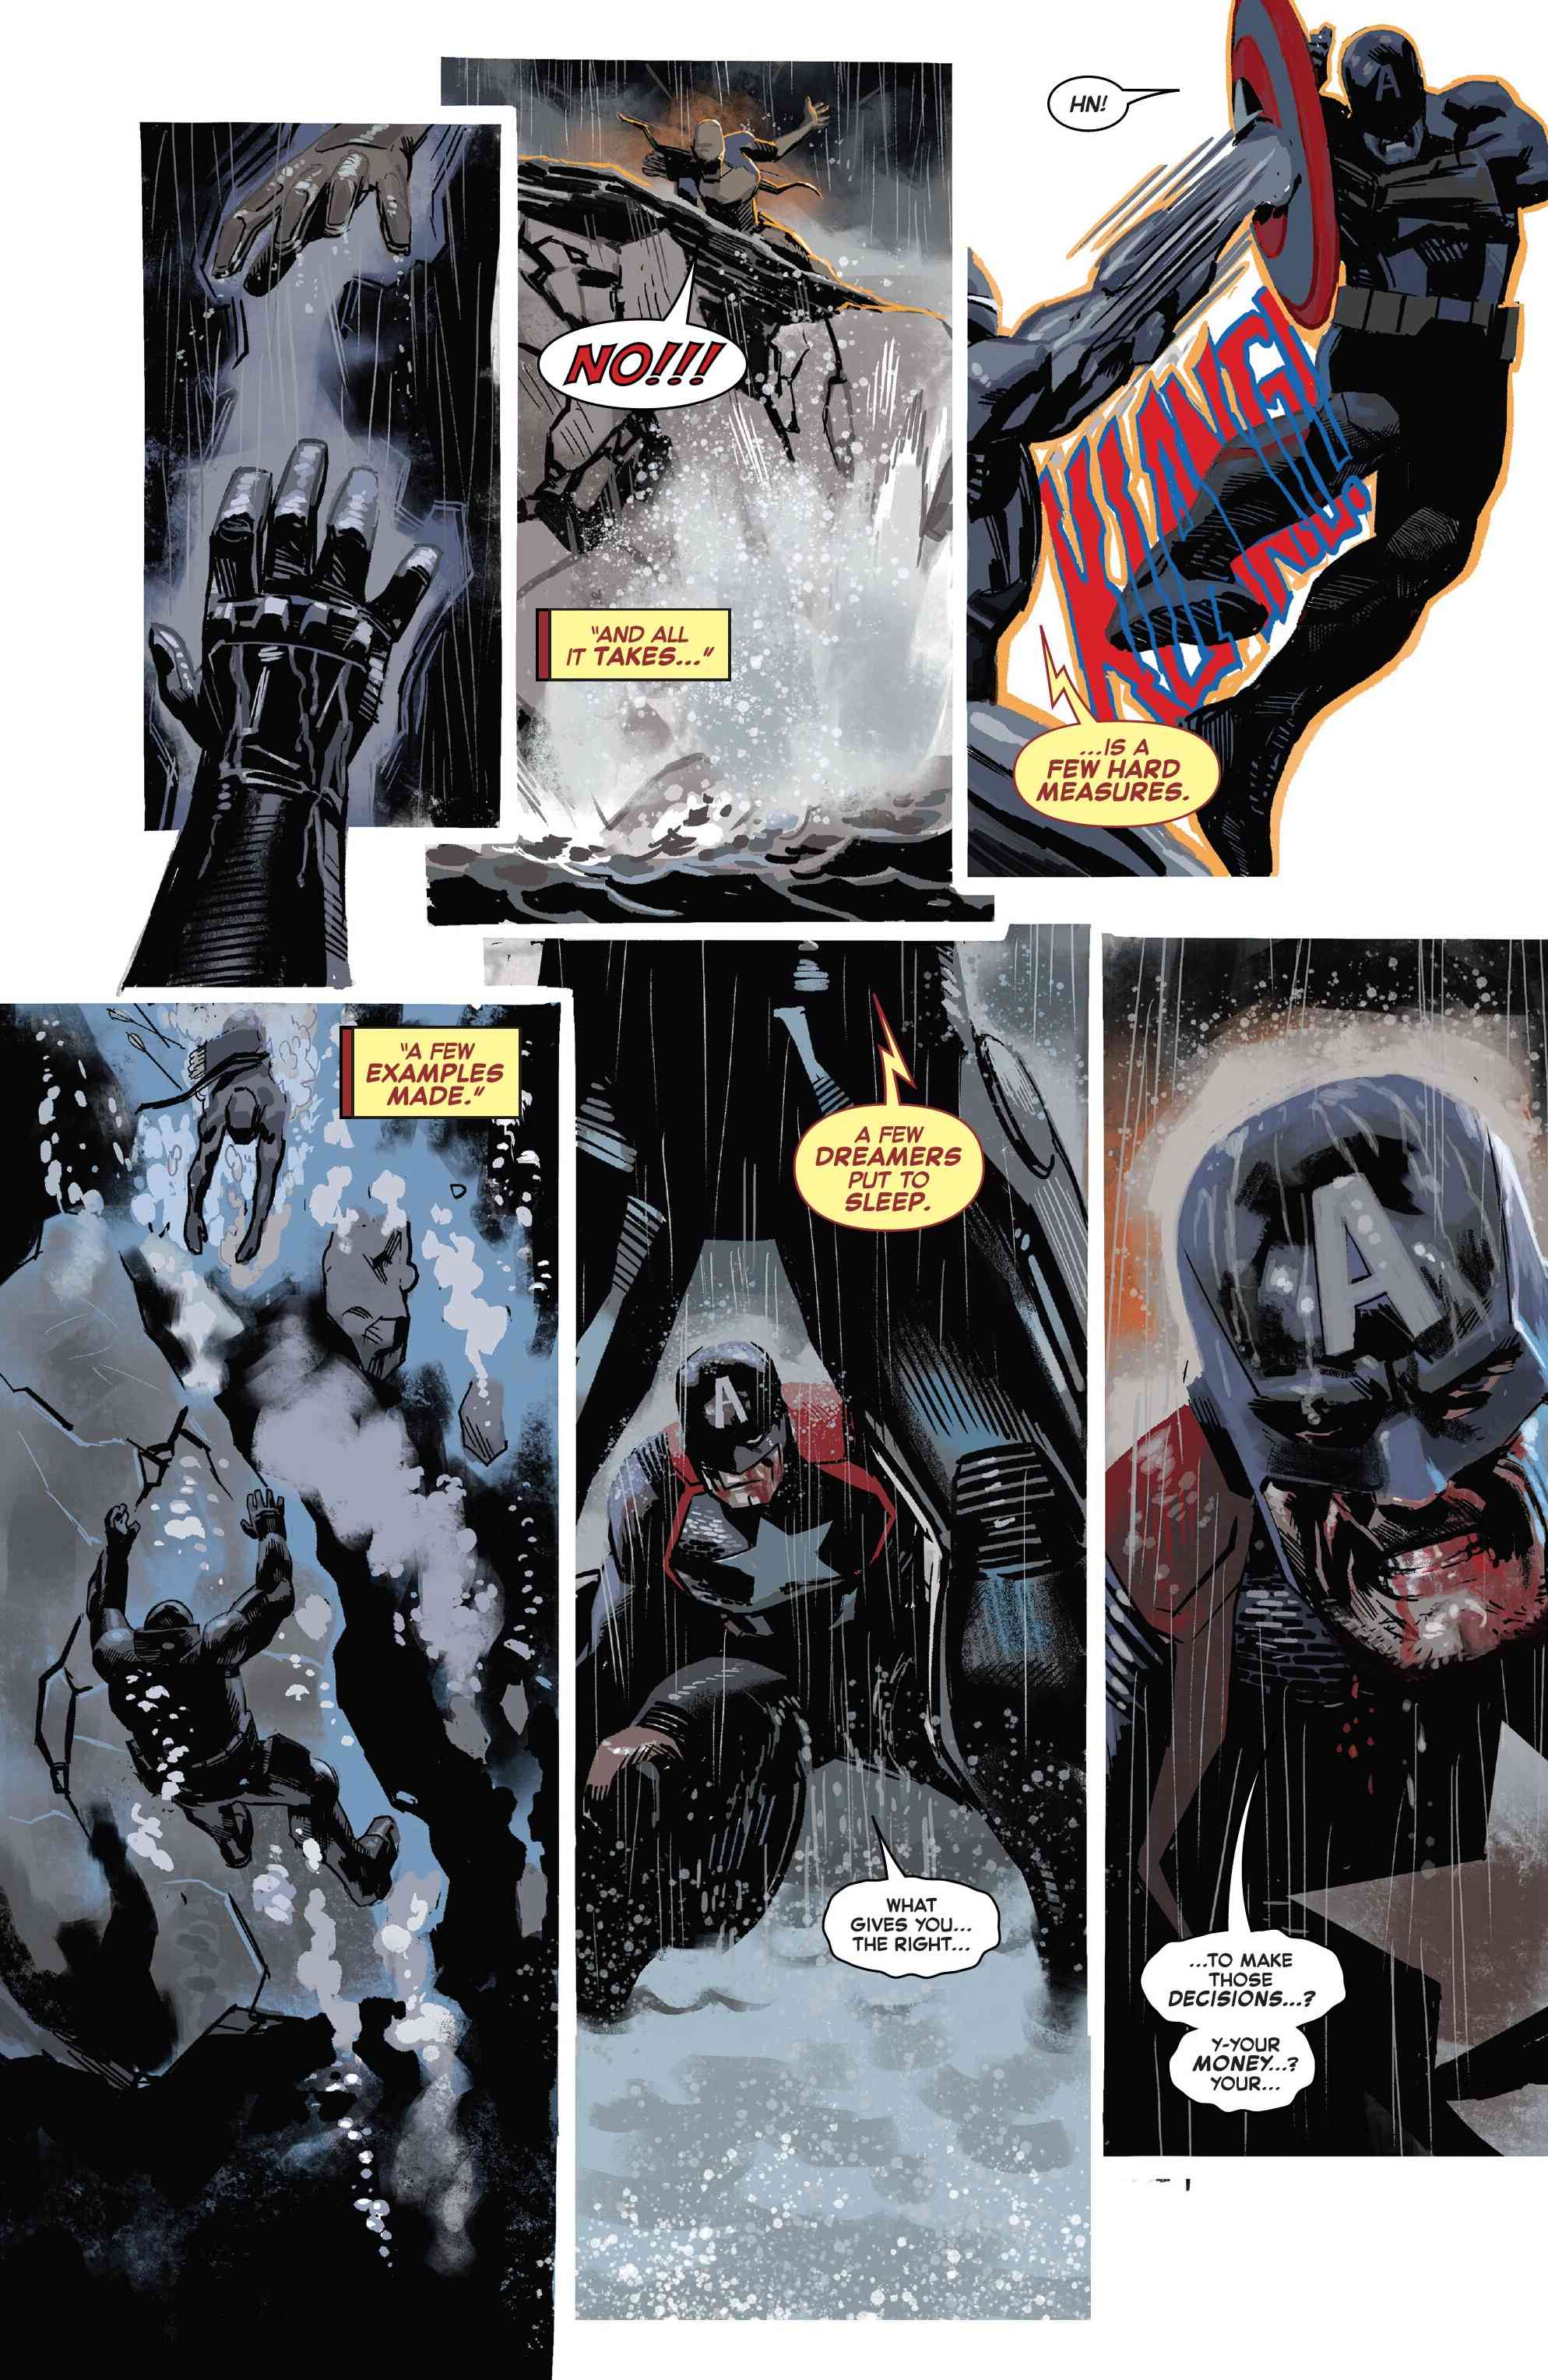 NO!!!
"AND ALL
IT TAKES..."
HN!
A
KLANG!
...IS A
FEW HARD
MEASURES.
"A FEW
EXAMPLES
MADE."
A FEW
DREAMERS
PUT TO
SLEEP.
A
WHAT
GIVES YOU...
THE RIGHT...
A
...TO MAKE
THOSE
DECISIONS...?
Y-YOUR
MONEY...?
YOUR...